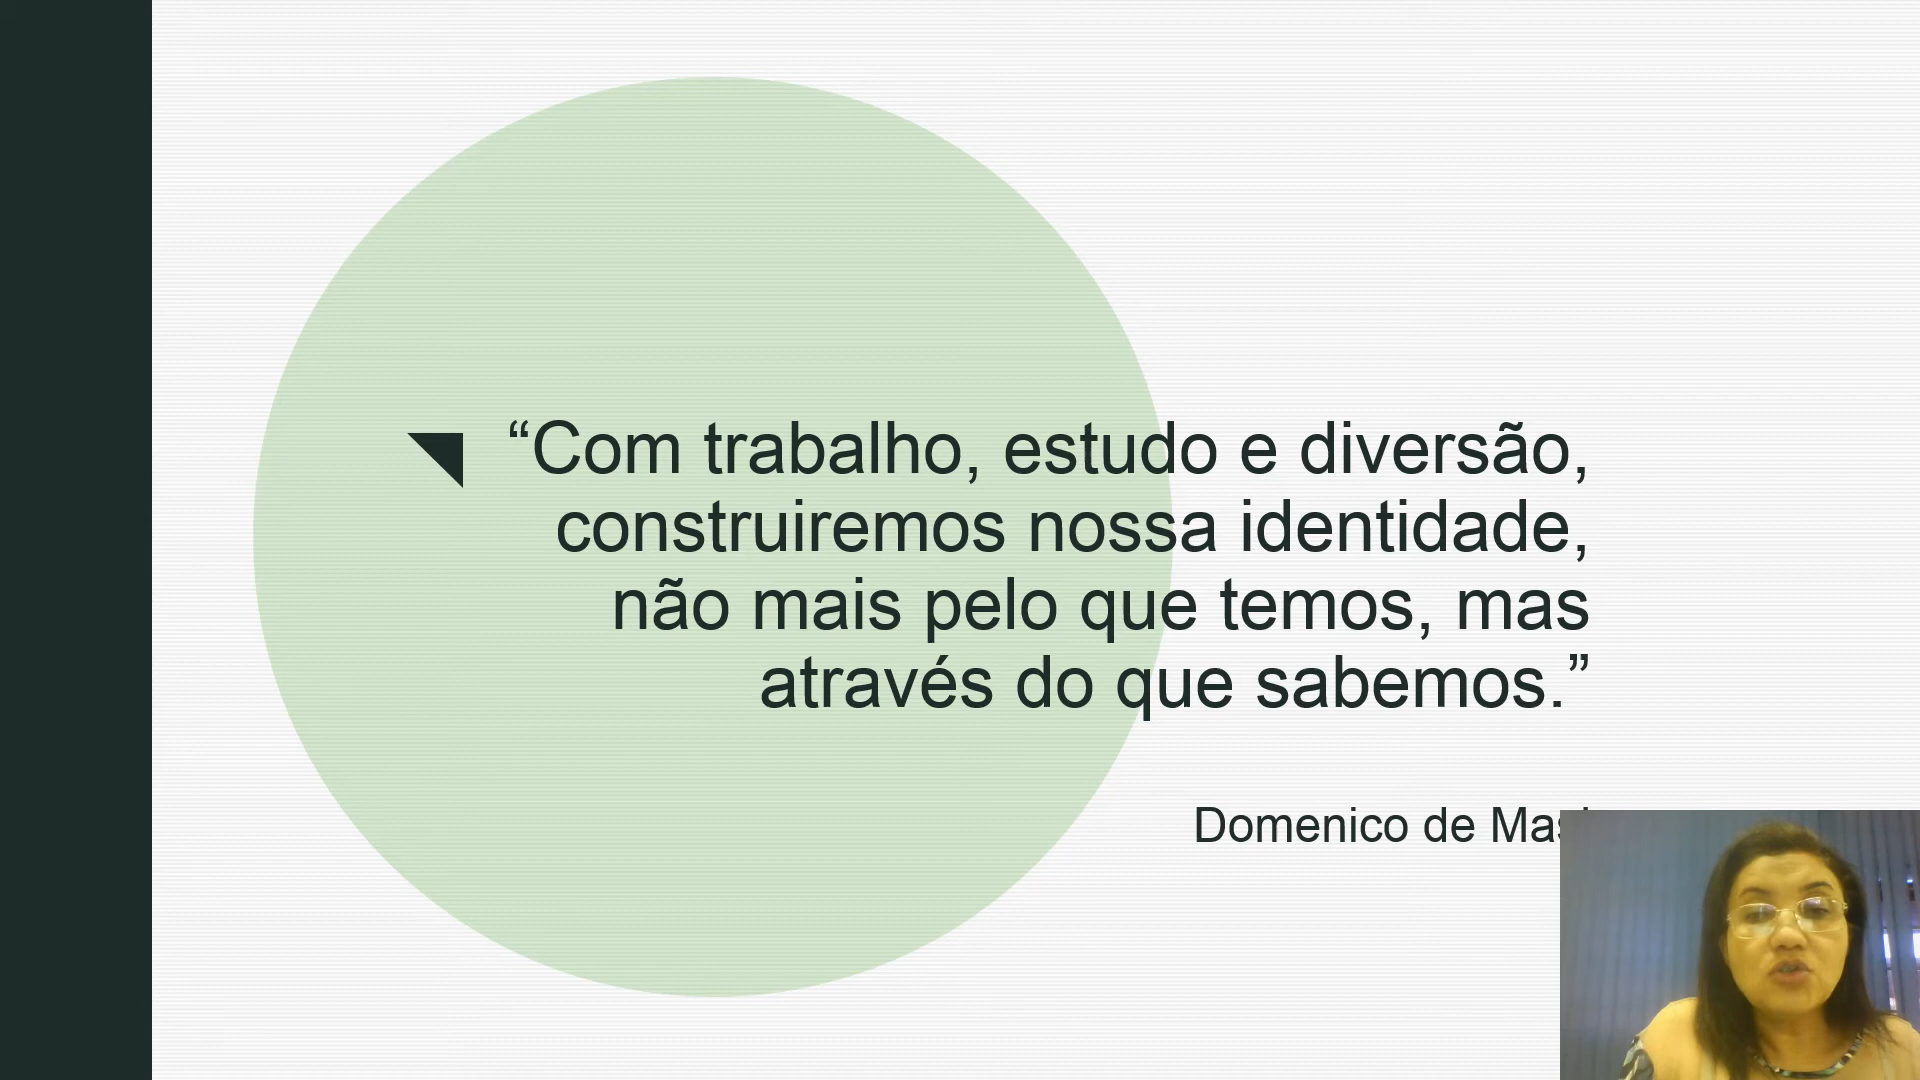 “Com trabalho, estudo e diversão,
construiremos nossa identidade,
não mais pelo que temos, mas
através do que sabemos.”
Domenico de